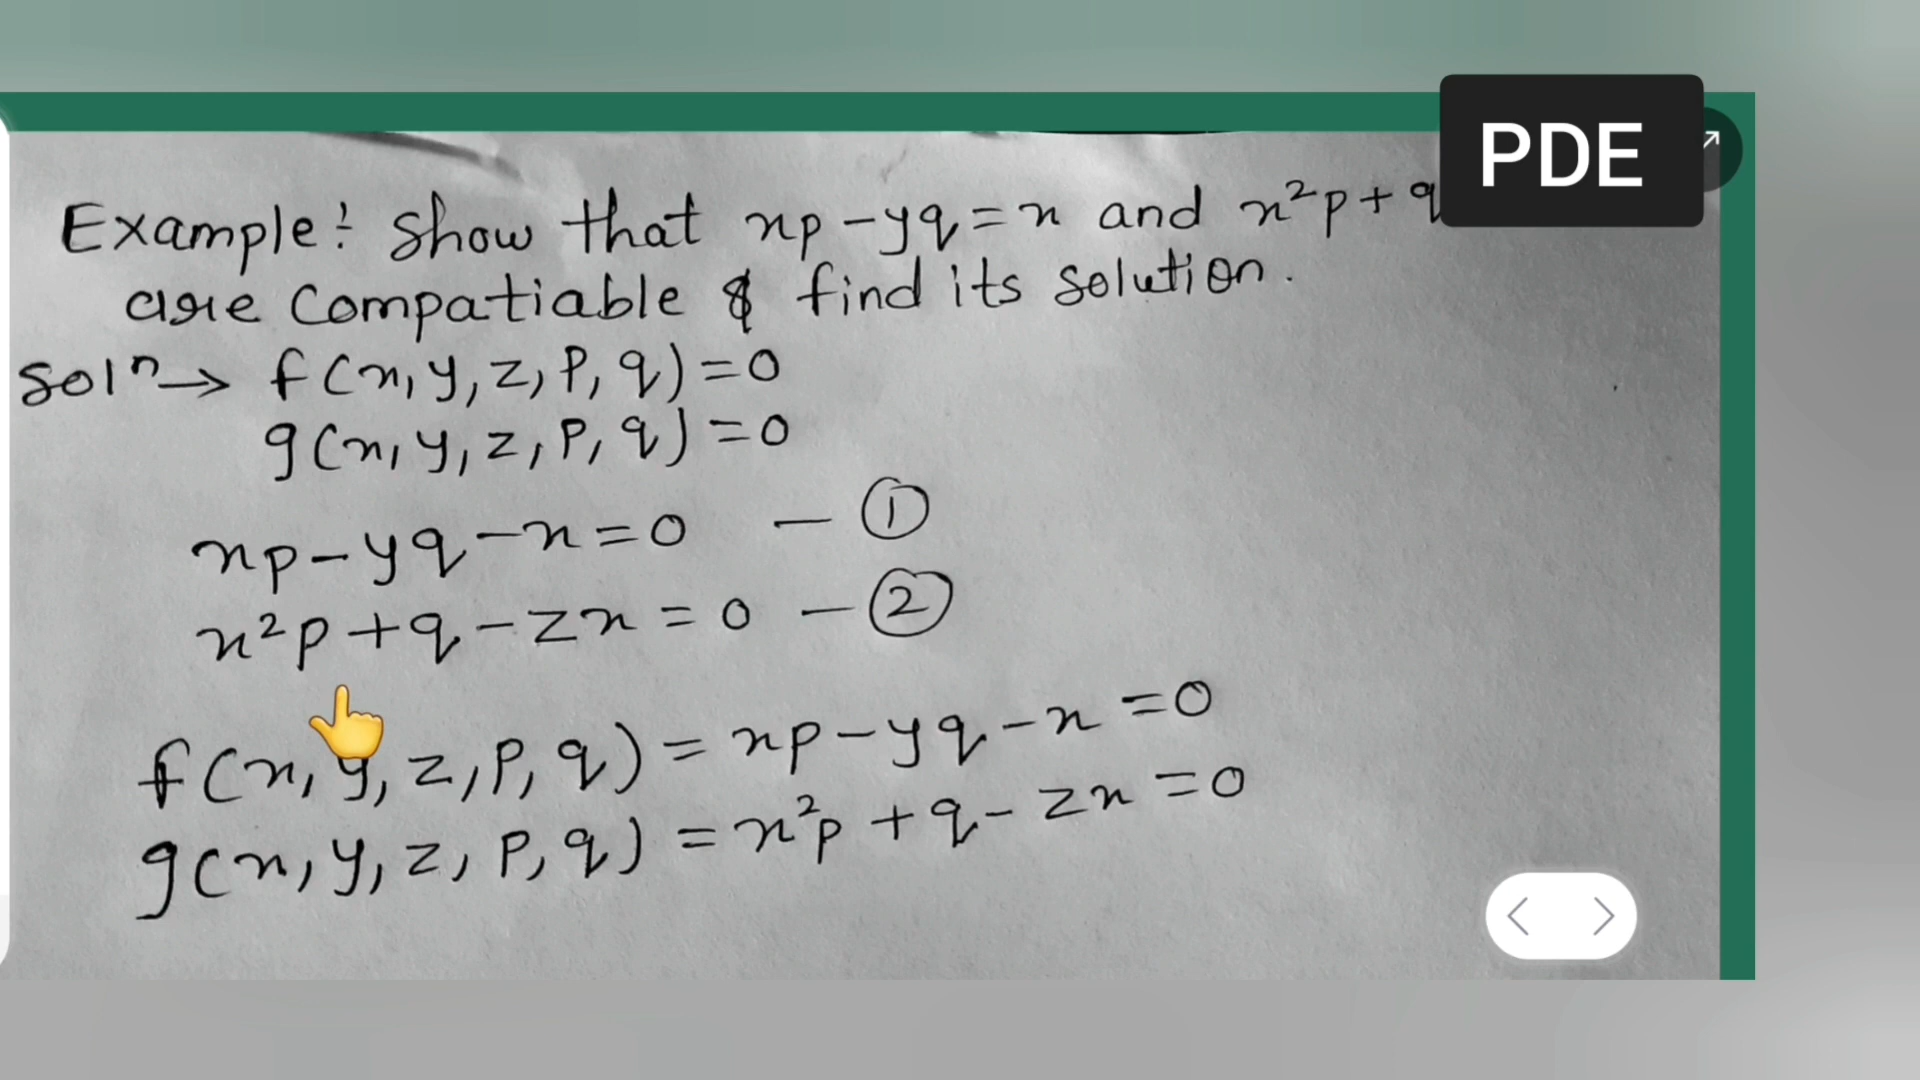 PDE
Example: Show that xp-yq=x and x²p+q
are Compatiable & find its solution.
Solⁿ→ f(x,y,z,p,q)=0
g(x,y,z,p,q)=0
xp-yq-x=0 -①
x²p+q-zx=0 -②
f(x,y,z,p,q)=xp-yq-x=0
g(x,y,z,p,q)=x²p+q-zx=0